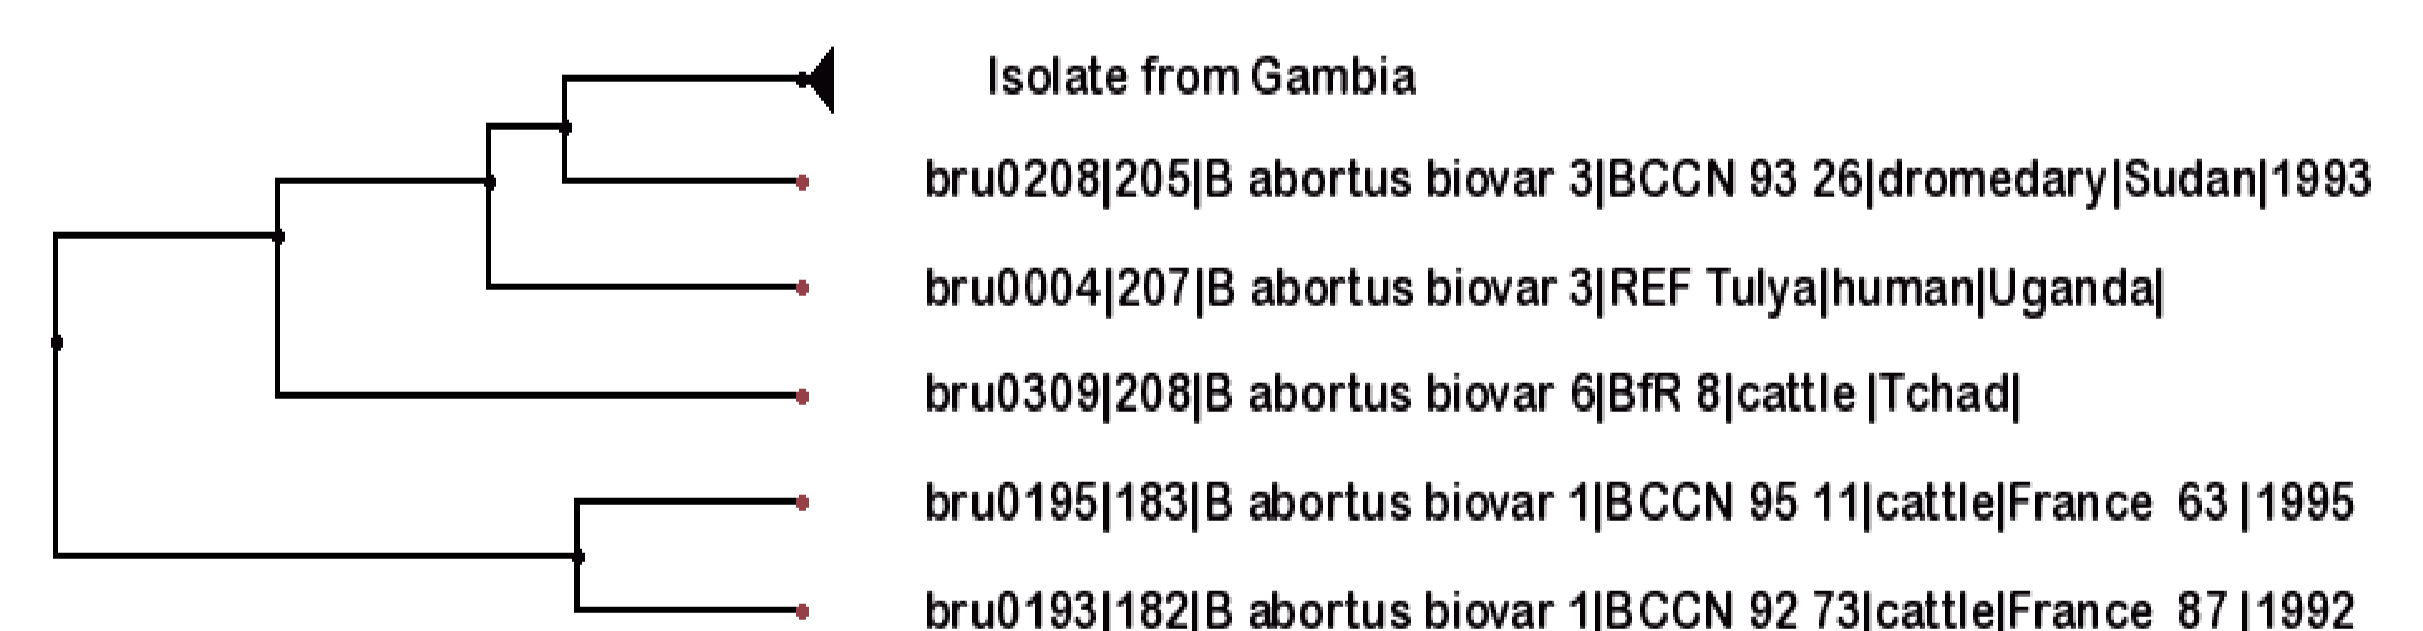 Isolate from Gambia
bru0208|205|B abortus biovar 3|BCCN 93 26|dromedary|Sudan|1993
bru0004|207|B abortus biovar 3|REF Tulya|human|Uganda|
bru0309|208|B abortus biovar 6|BfR 8|cattle |Tchad|
bru0195|183|B abortus biovar 1|BCCN 95 11|cattle|France 63 |1995
bru0193|182|B abortus biovar 1|BCCN 92 73|cattle|France 87 |1992